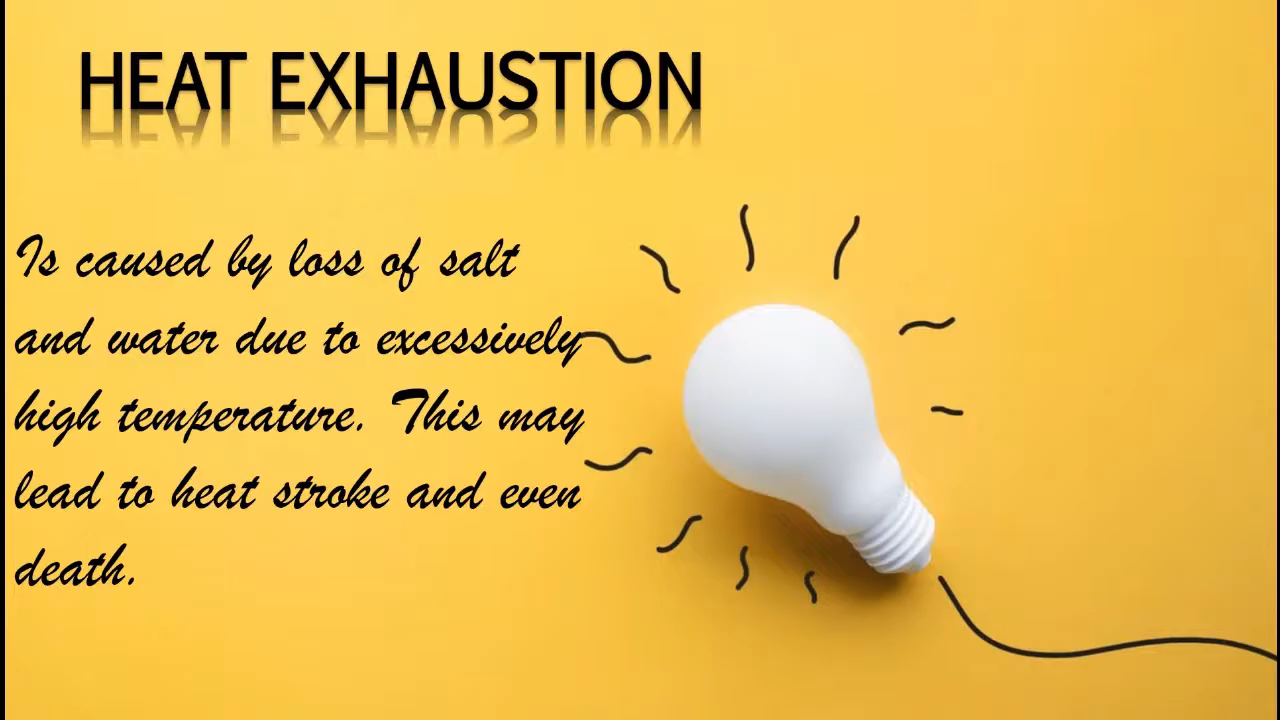 HEAT EXHAUSTION
Is caused by loss of salt
and water due to excessively
high temperature. This may
lead to heat stroke and even
death.